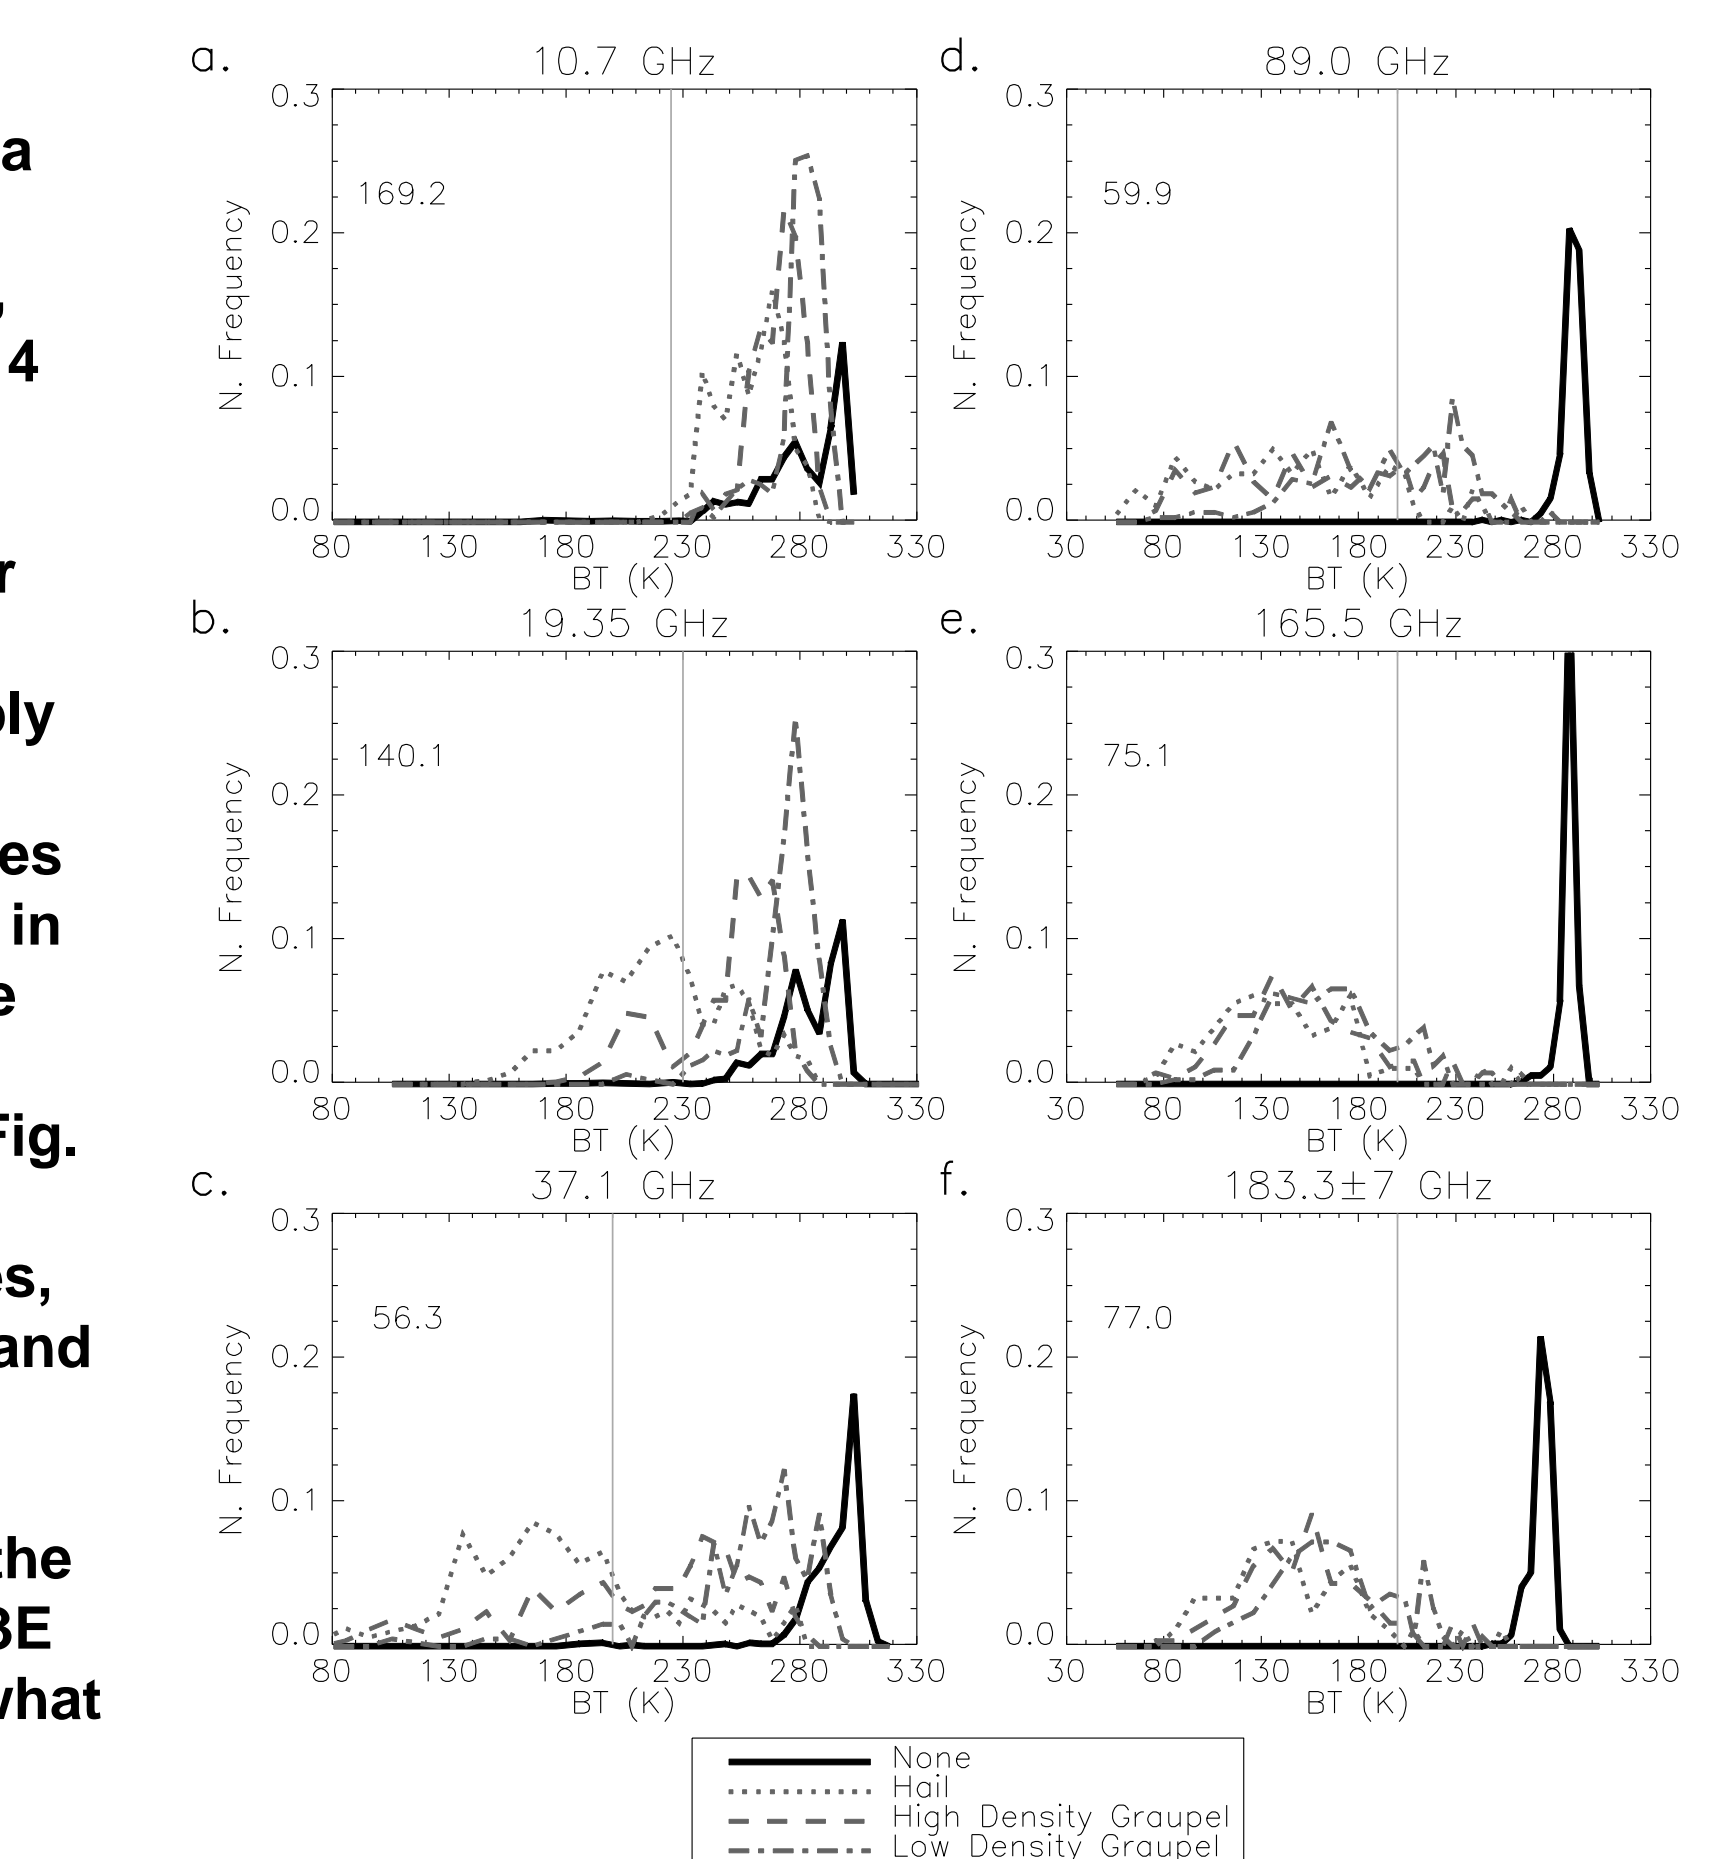 a
,
4
r
ply
es
in
e
Fig.
es,
and
the
BE
what
a.
10.7 GHz
0.3
0.2
0.1
0.0
N. Frequency
169.2
80 130 180 230 280 330
BT (K)
b.
19.35 GHz
0.3
0.2
0.1
0.0
N. Frequency
140.1
80 130 180 230 280 330
BT (K)
c.
37.1 GHz
0.3
0.2
0.1
0.0
N. Frequency
56.3
80 130 180 230 280 330
BT (K)
d.
89.0 GHz
0.3
0.2
0.1
0.0
N. Frequency
59.9
30 80 130 180 230 280 330
BT (K)
e.
165.5 GHz
0.3
0.2
0.1
0.0
N. Frequency
75.1
30 80 130 180 230 280 330
BT (K)
f.
183.3±7 GHz
0.3
0.2
0.1
0.0
N. Frequency
77.0
30 80 130 180 230 280 330
BT (K)
None
Hail
High Density Graupel
Low Density Graupel